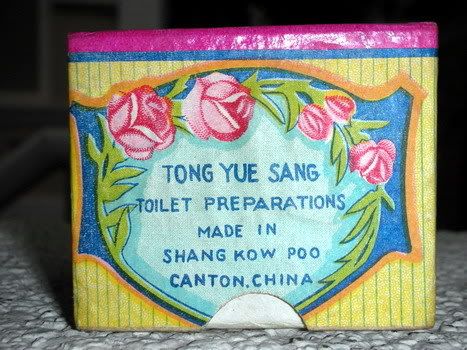 TONG YUE SANG
TOILET PREPARATIONS
MADE IN
SHANG KOW POO
CANTON.CHINA